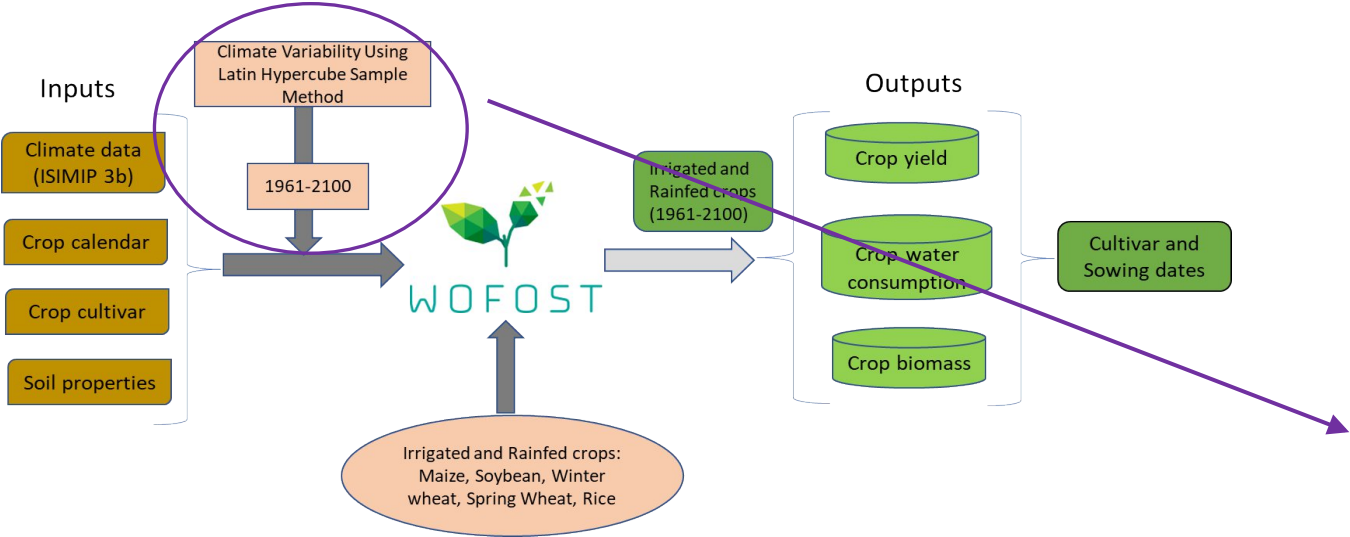 Inputs
Climate data
(ISIMIP 3b)
Crop calendar
Crop cultivar
Soil properties
Climate Variability Using
Latin Hypercube Sample
Method
1961-2100
WOFOST
Irrigated and Rainfed crops:
Maize, Soybean, Winter
wheat, Spring Wheat, Rice
Irrigated and
Rainfed crops
(1961-2100)
Outputs
Crop yield
Crop water
consumption
Crop biomass
Cultivar and
Sowing dates